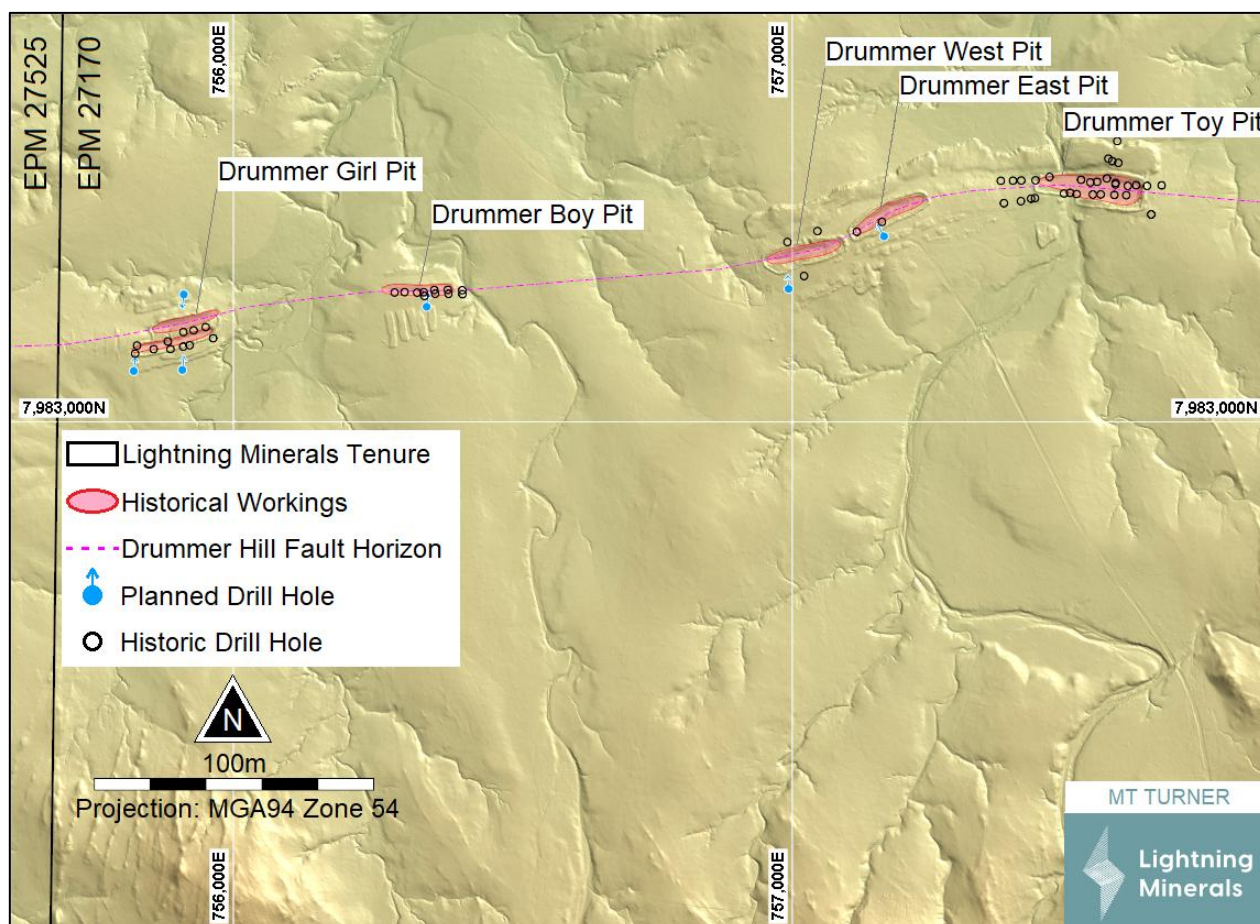 EPM 27525
EPM 27170
756,000E
757,000E
Drummer West Pit
Drummer East Pit
Drummer Toy Pit
Drummer Girl Pit
Drummer Boy Pit
7,983,000N
7,983,000N
Lightning Minerals Tenure
Historical Workings
Drummer Hill Fault Horizon
Planned Drill Hole
Historic Drill Hole
N
100m
Projection: MGA94 Zone 54
756,000E
757,000E
MT TURNER
Lightning
Minerals